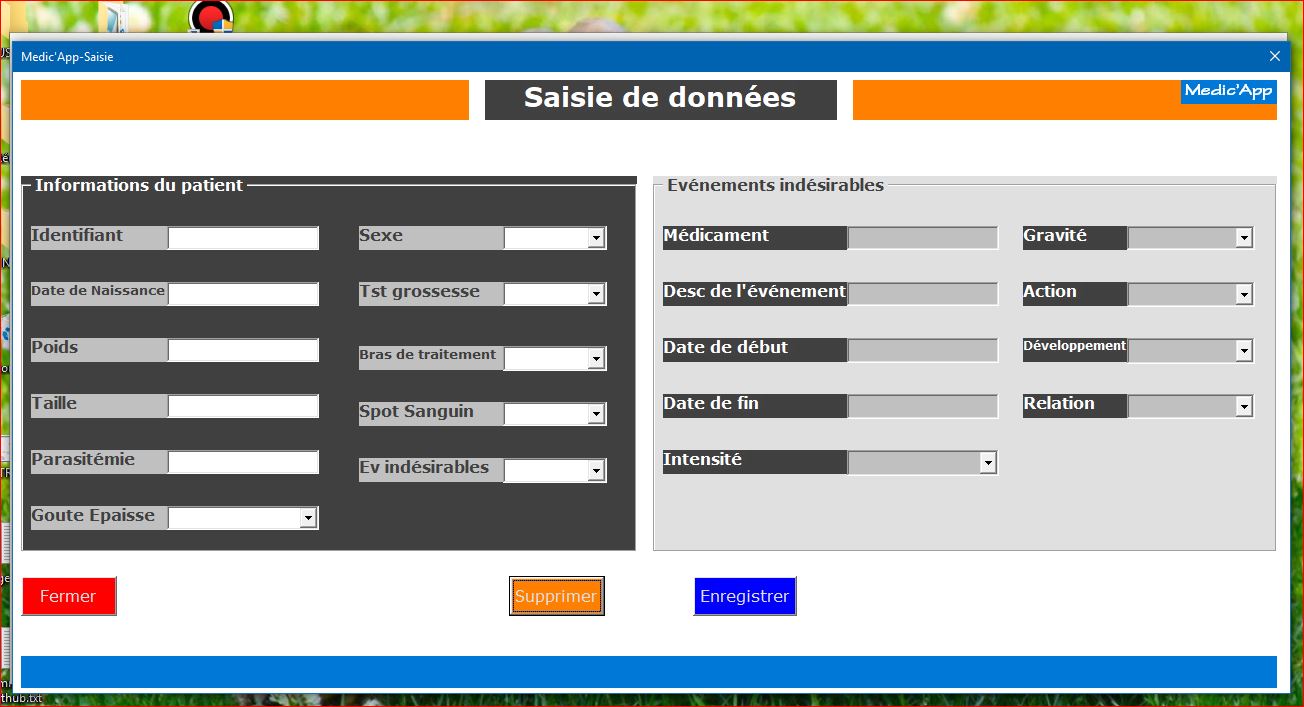 Medic'App-Saisie
Saisie de données
Medic'App
Informations du patient
Identifiant
Sexe
Date de Naissance
Tst grossesse
Poids
Bras de traitement
Taille
Spot Sanguin
Parasitémie
Ev indésirables
Goute Epaisse
Evénements indésirables
Médicament
Gravité
Desc de l'événement
Action
Date de début
Développement
Date de fin
Relation
Intensité
Fermer
Supprimer
Enregistrer
thub.txt